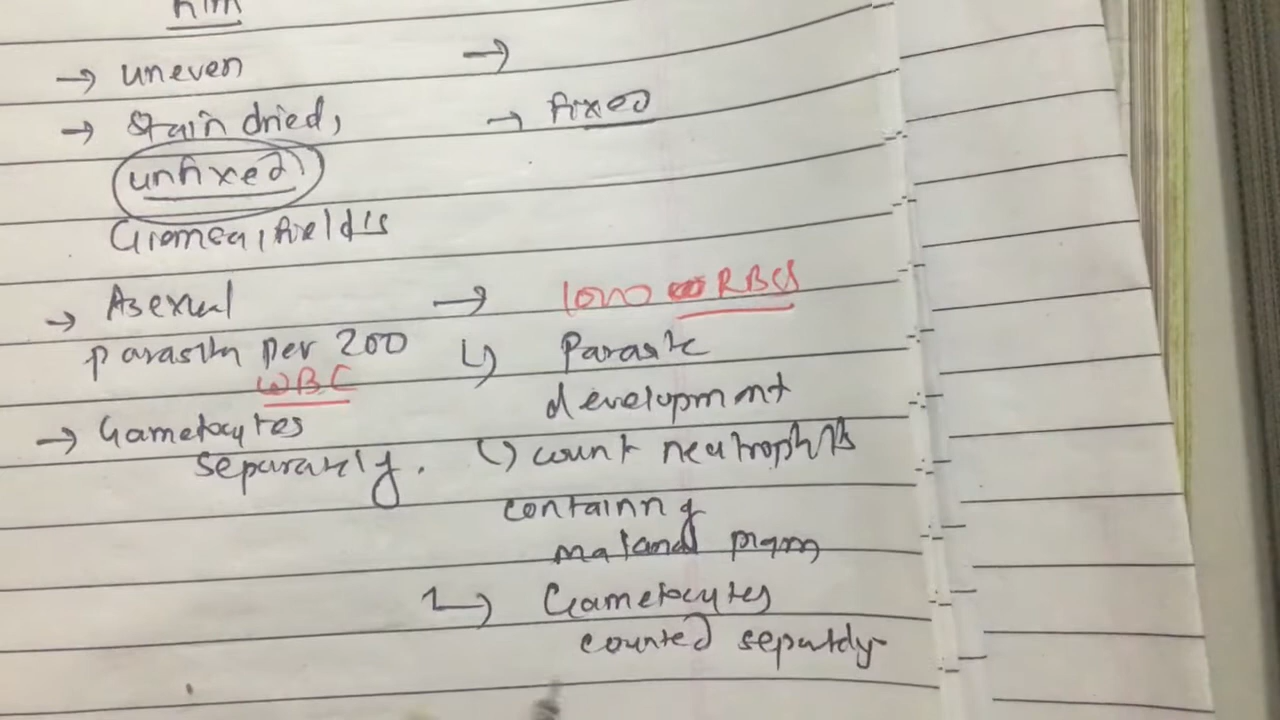 → uneven →
→ Stain dried, → fixed
unfixed
Giemsa, field's
→ Asexual → 1000 RBCs
parasites per 200 ↳ Parasite
WBC development
→ Gametocytes ↳ count neutrophils
separately. containing
malarial pigm
↳ Gametocytes
counted separately